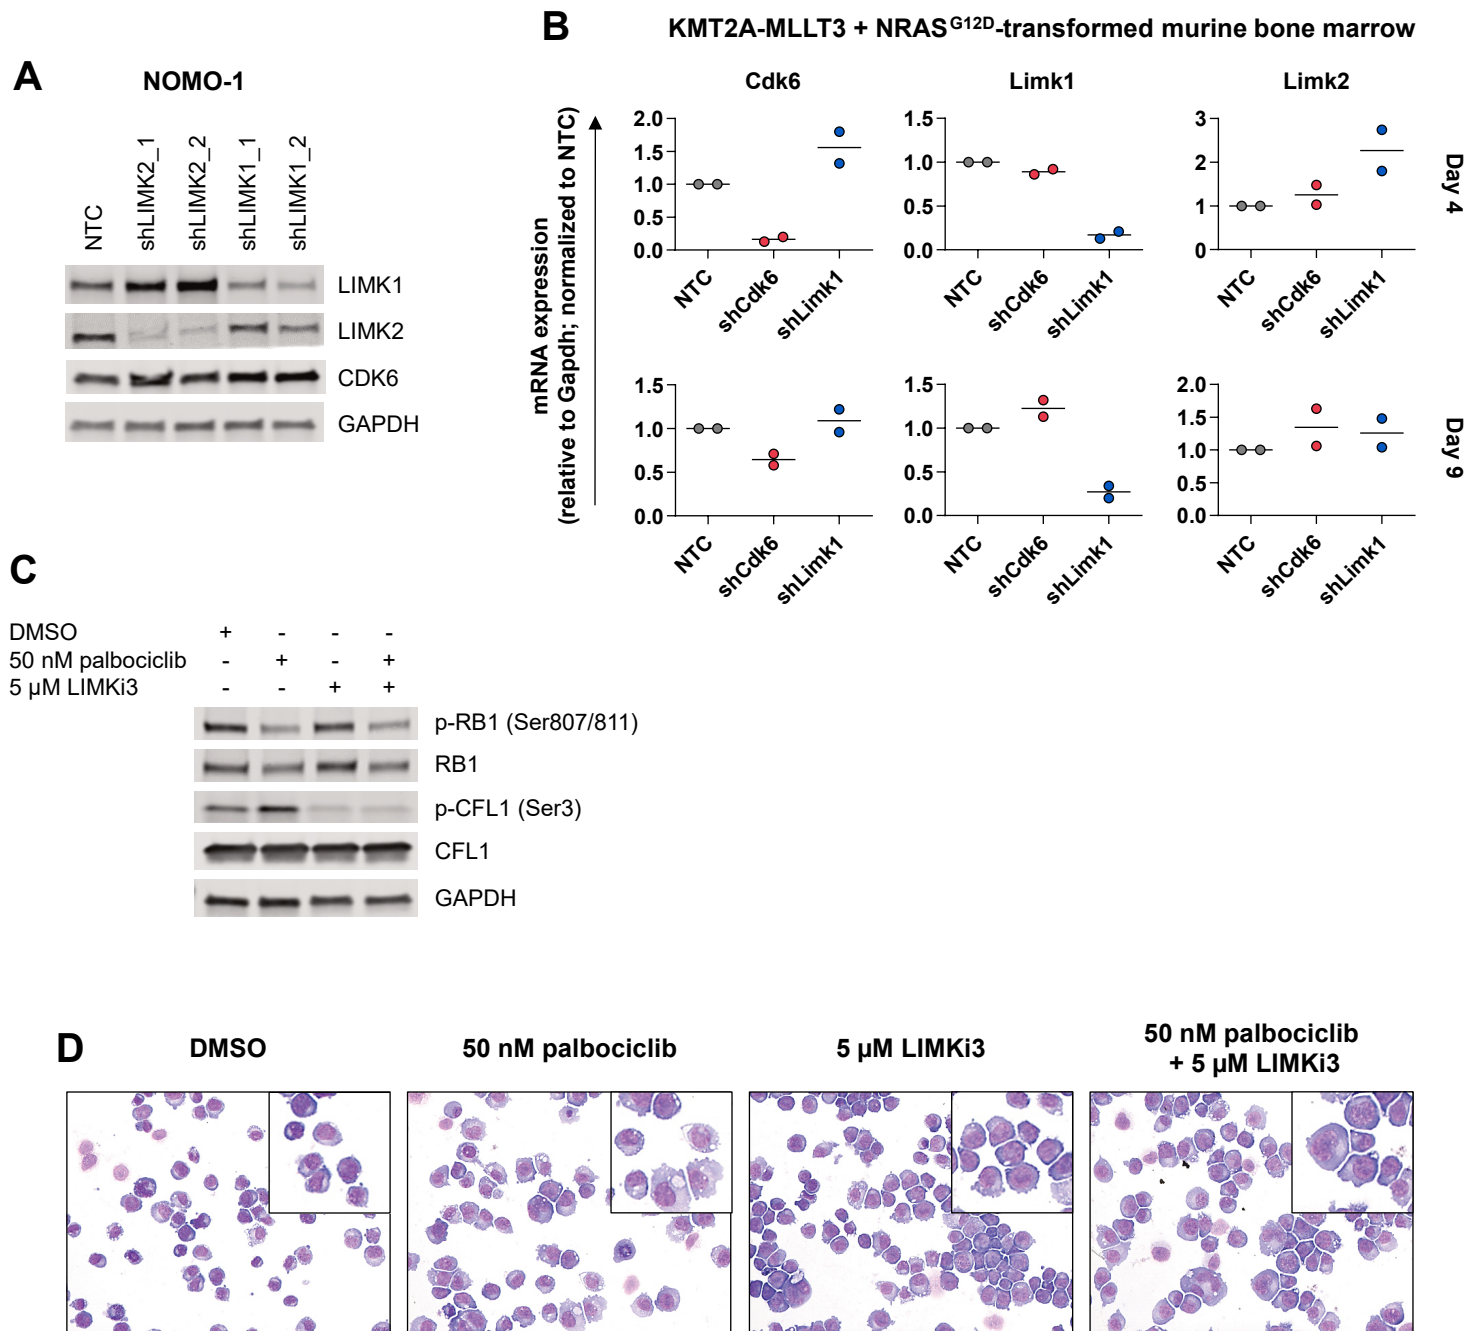 A
NOMO-1
NTC
shLIMK2_1
shLIMK2_2
shLIMK1_1
shLIMK1_2
LIMK1
LIMK2
CDK6
GAPDH
B
KMT2A-MLLT3 + NRASG12D-transformed murine bone marrow
mRNA expression
(relative to Gapdh; normalized to NTC)
Cdk6
2.0
1.5
1.0
0.5
0.0
NTC
shCdk6
shLimk1
Limk1
1.5
1.0
0.5
0.0
NTC
shCdk6
shLimk1
Limk2
3
2
1
0
NTC
shCdk6
shLimk1
Day 4
1.5
1.0
0.5
0.0
NTC
shCdk6
shLimk1
1.5
1.0
0.5
0.0
NTC
shCdk6
shLimk1
2.0
1.5
1.0
0.5
0.0
NTC
shCdk6
shLimk1
Day 9
C
DMSO + - - -
50 nM palbociclib - + - +
5 µM LIMKi3 - - + +
p-RB1 (Ser807/811)
RB1
p-CFL1 (Ser3)
CFL1
GAPDH
D
DMSO
50 nM palbociclib
5 µM LIMKi3
50 nM palbociclib
+ 5 µM LIMKi3